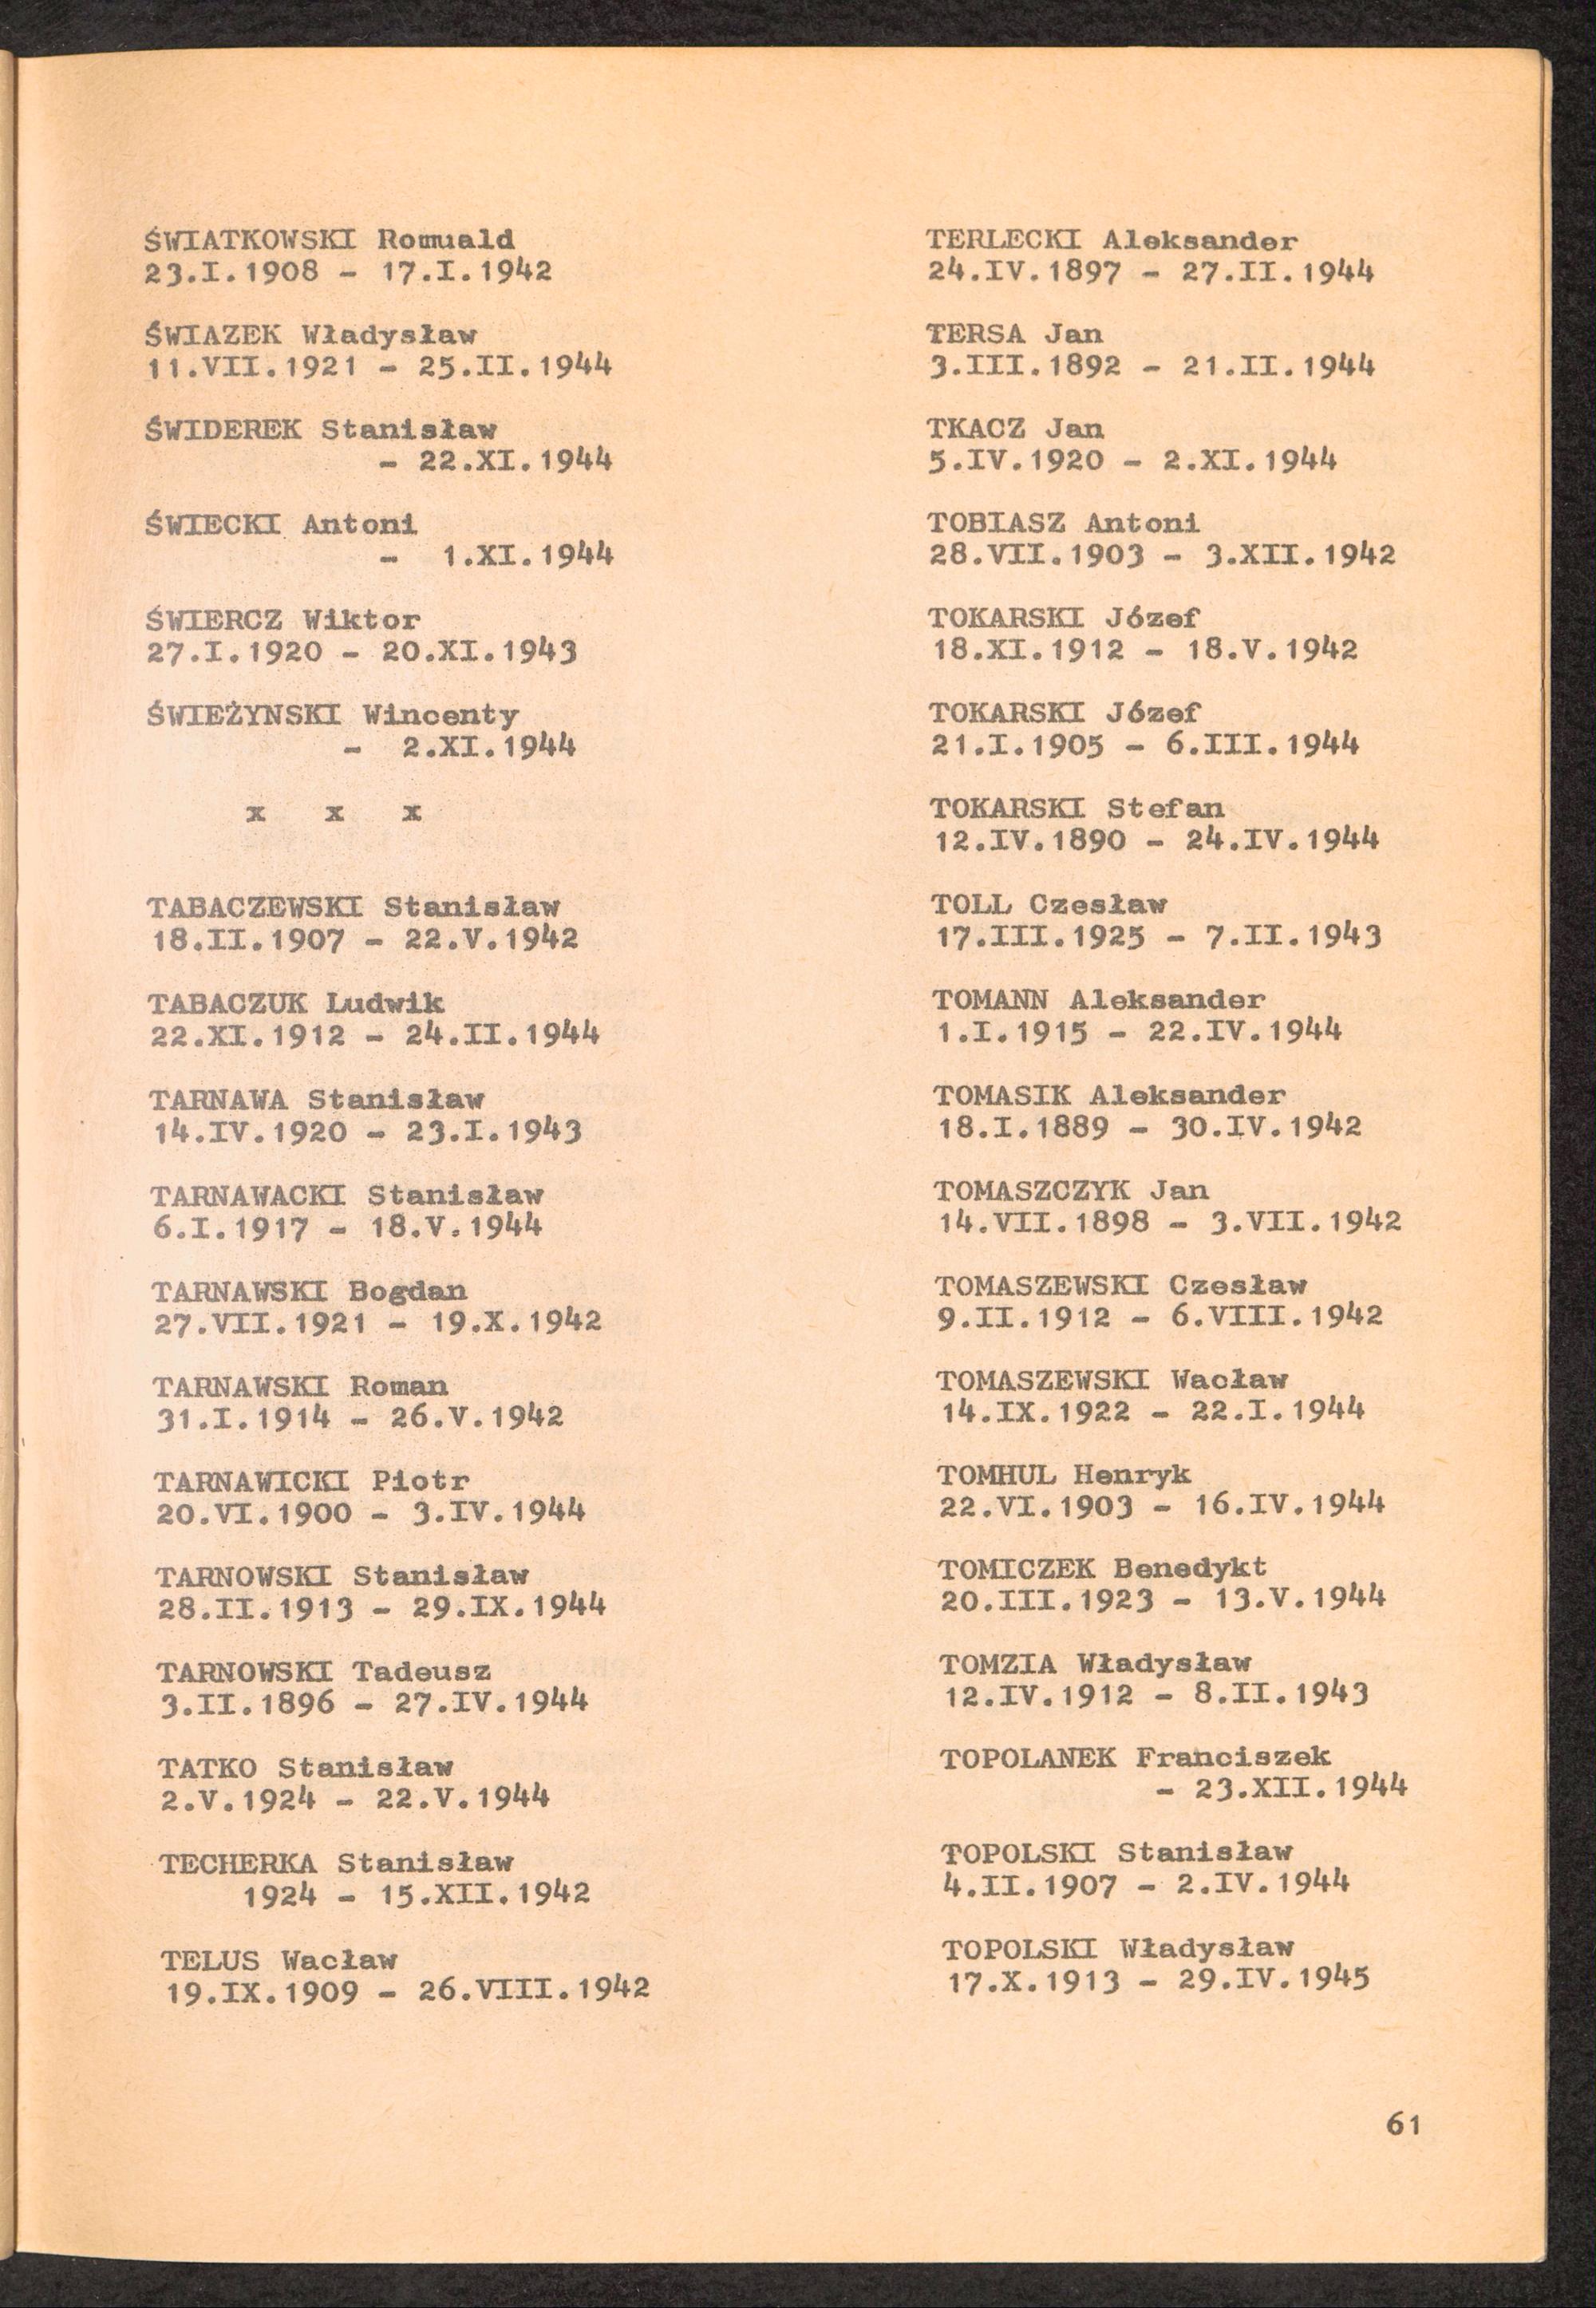 ŚWIATKOWSKI Romuald
23.I.1908 - 17.I.1942
ŚWIAZEK Władysław
11.VII.1921 - 25.II.1944
ŚWIDEREK Stanisław
- 22.XI.1944
ŚWIECKI Antoni
- 1.XI.1944
ŚWIERCZ Wiktor
27.I.1920 - 20.XI.1943
ŚWIEŻYNSKI Wincenty
- 2.XI.1944
x x x
TABACZEWSKI Stanisław
18.II.1907 - 22.V.1942
TABACZUK Ludwik
22.XI.1912 - 24.II.1944
TARNAWA Stanisław
14.IV.1920 - 23.I.1943
TARNAWACKI Stanisław
6.I.1917 - 18.V.1944
TARNAWSKI Bogdan
27.VII.1921 - 19.X.1942
TARNAWSKI Roman
31.I.1914 - 26.V.1942
TARNAWICKI Piotr
20.VI.1900 - 3.IV.1944
TARNOWSKI Stanisław
28.II.1913 - 29.IX.1944
TARNOWSKI Tadeusz
3.II.1896 - 27.IV.1944
TATKO Stanisław
2.V.1924 - 22.V.1944
TECHERKA Stanisław
1924 - 15.XII.1942
TELUS Wacław
19.IX.1909 - 26.VIII.1942
TERLECKI Aleksander
24.IV.1897 - 27.II.1944
TERSA Jan
3.III.1892 - 21.II.1944
TKACZ Jan
5.IV.1920 - 2.XI.1944
TOBIASZ Antoni
28.VII.1903 - 3.XII.1942
TOKARSKI Józef
18.XI.1912 - 18.V.1942
TOKARSKI Józef
21.I.1905 - 6.III.1944
TOKARSKI Stefan
12.IV.1890 - 24.IV.1944
TOLL Czesław
17.III.1925 - 7.II.1943
TOMANN Aleksander
1.I.1915 - 22.IV.1944
TOMASIK Aleksander
18.I.1889 - 30.IV.1942
TOMASZCZYK Jan
14.VII.1898 - 3.VII.1942
TOMASZEWSKI Czesław
9.II.1912 - 6.VIII.1942
TOMASZEWSKI Wacław
14.IX.1922 - 22.I.1944
TOMHUL Henryk
22.VI.1903 - 16.IV.1944
TOMICZEK Benedykt
20.III.1923 - 13.V.1944
TOMZIA Władysław
12.IV.1912 - 8.II.1943
TOPOLANEK Franciszek
- 23.XII.1944
TOPOLSKI Stanisław
4.II.1907 - 2.IV.1944
TOPOLSKI Władysław
17.X.1913 - 29.IV.1945
61